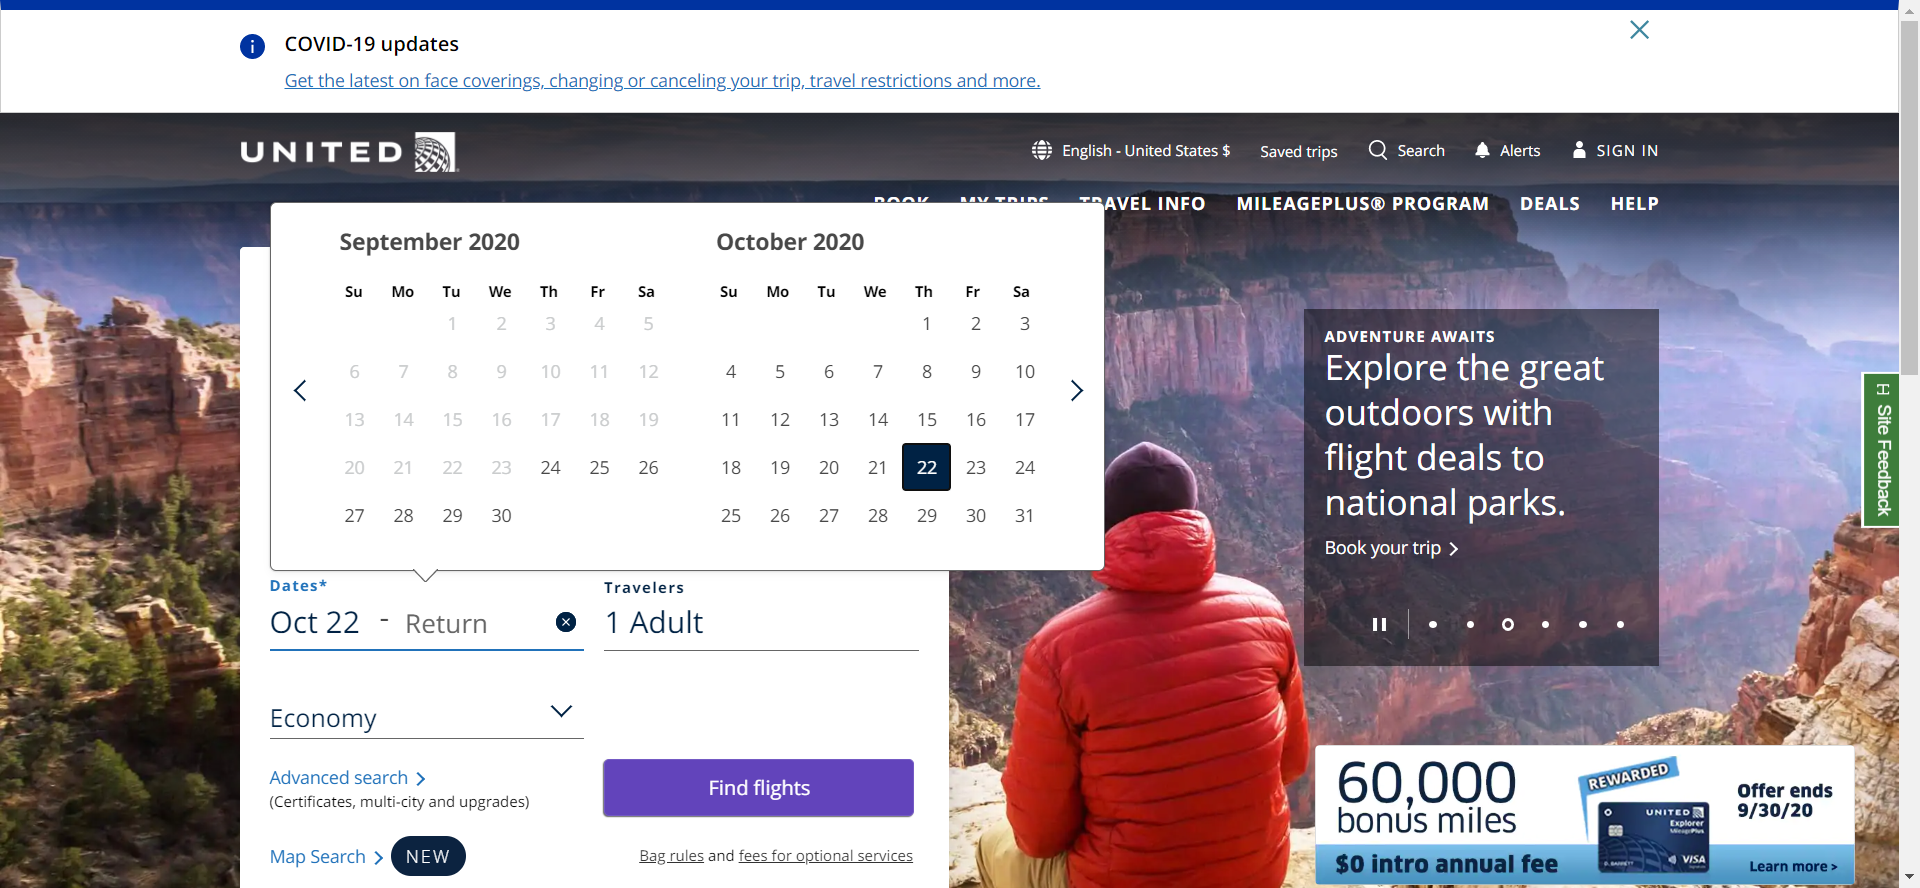 COVID-19 updates
Get the latest on face coverings, changing or canceling your trip, travel restrictions and more.
UNITED
English - United States $
Saved trips
Search
Alerts
SIGN IN
BOOK
MY TRIPS
TRAVEL INFO
MILEAGEPLUS® PROGRAM
DEALS
HELP
September 2020
Su Mo Tu We Th Fr Sa
1 2 3 4 5
6 7 8 9 10 11 12
13 14 15 16 17 18 19
20 21 22 23 24 25 26
27 28 29 30
October 2020
Su Mo Tu We Th Fr Sa
1 2 3
4 5 6 7 8 9 10
11 12 13 14 15 16 17
18 19 20 21 22 23 24
25 26 27 28 29 30 31
Dates*
Oct 22 - Return
Travelers
1 Adult
Economy
Advanced search
(Certificates, multi-city and upgrades)
Find flights
Map Search
NEW
Bag rules and fees for optional services
ADVENTURE AWAITS
Explore the great
outdoors with
flight deals to
national parks.
Book your trip
[-] Site Feedback
60,000
bonus miles
$0 intro annual fee
REWARDED
UNITED
Explorer
MileagePlus
VISA
Offer ends
9/30/20
Learn more >